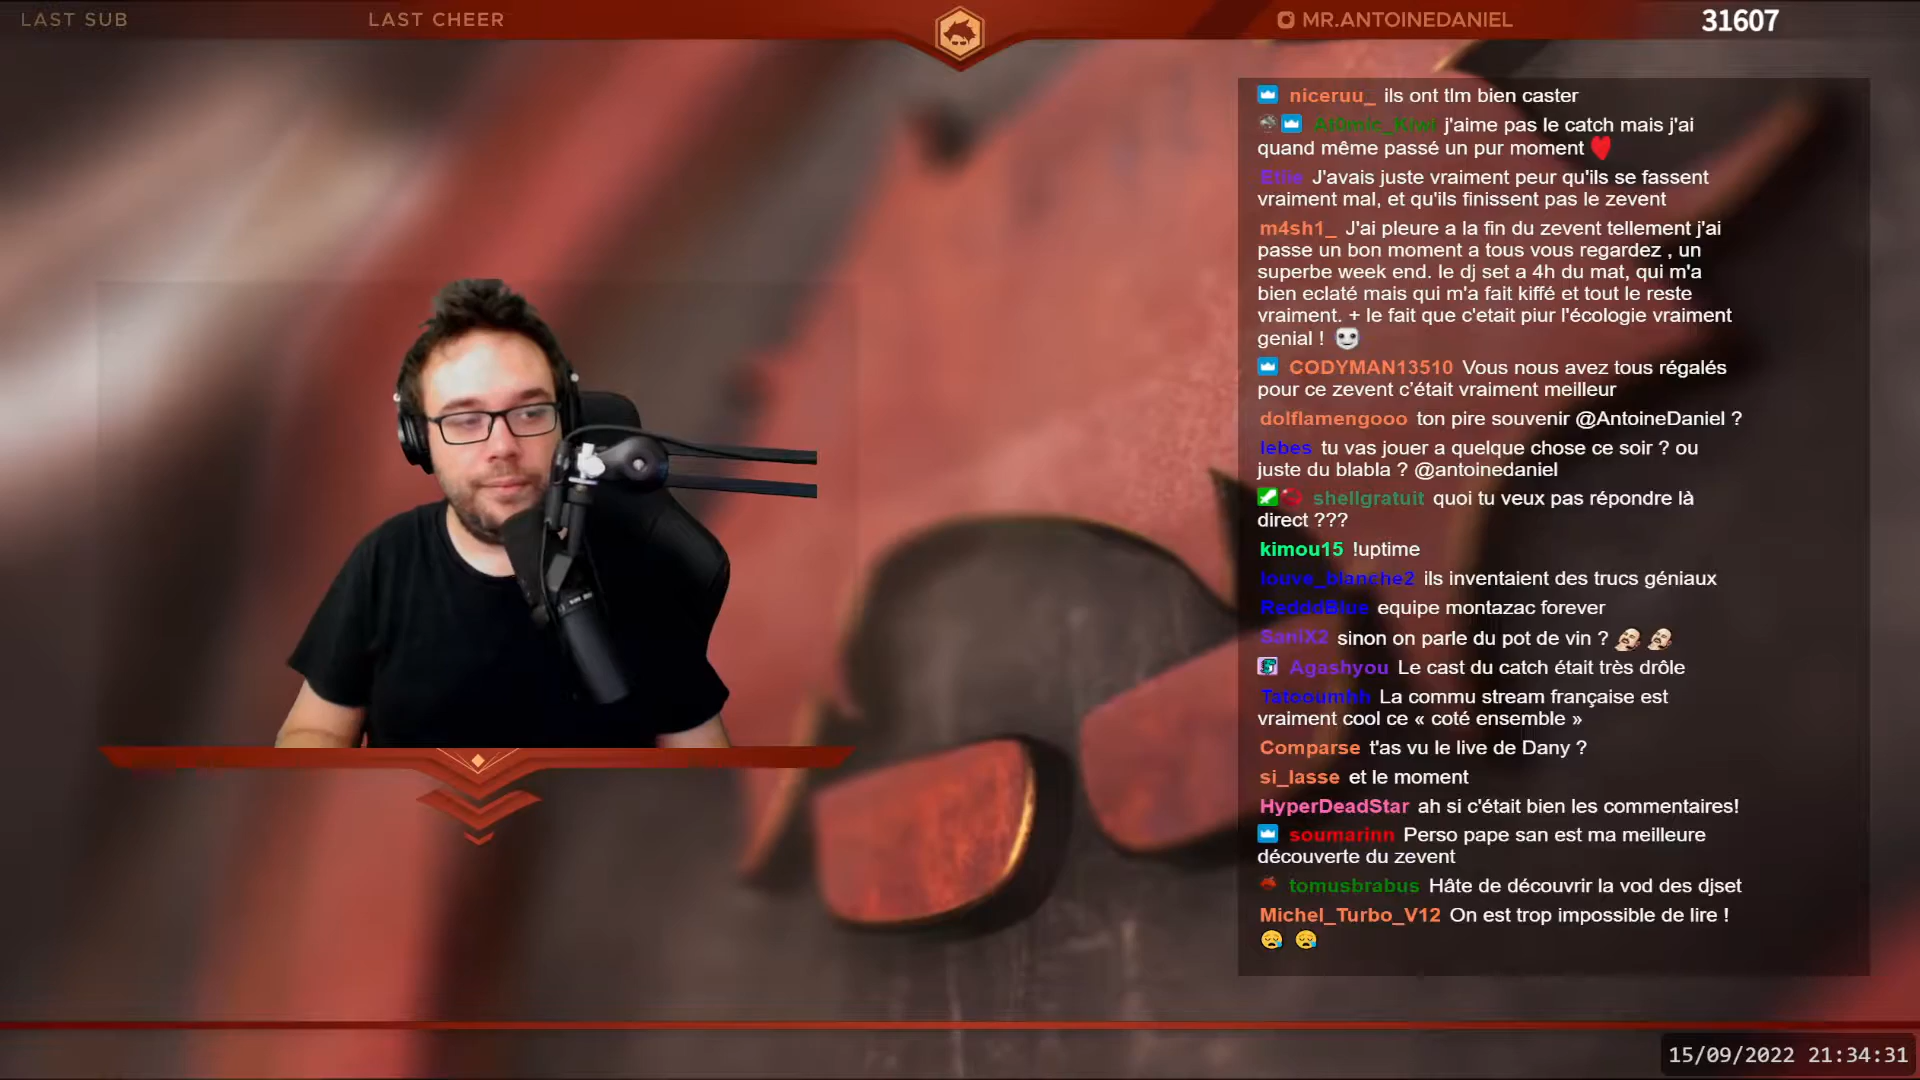 LAST SUB
LAST CHEER
MR.ANTOINEDANIEL
31607
niceruu_ ils ont tlm bien caster
At0mic_Kiwi j'aime pas le catch mais j'ai
quand même passé un pur moment
Etile J'avais juste vraiment peur qu'ils se fassent
vraiment mal, et qu'ils finissent pas le zevent
m4sh1_ J'ai pleure a la fin du zevent tellement j'ai
passe un bon moment a tous vous regardez , un
superbe week end. le dj set a 4h du mat, qui m'a
bien eclaté mais qui m'a fait kiffé et tout le reste
vraiment. + le fait que c'etait piur l'écologie vraiment
genial !
CODYMAN13510 Vous nous avez tous régalés
pour ce zevent c’était vraiment meilleur
dolflamengooo ton pire souvenir @AntoineDaniel ?
lebes tu vas jouer a quelque chose ce soir ? ou
juste du blabla ? @antoinedaniel
shellgratuit quoi tu veux pas répondre là
direct ???
kimou15 !uptime
louve_blanche2 ils inventaient des trucs géniaux
RedddBlue equipe montazac forever
SaniX2 sinon on parle du pot de vin ?
Agashyou Le cast du catch était très drôle
Tatooumhh La commu stream française est
vraiment cool ce « coté ensemble »
Comparse t'as vu le live de Dany ?
si_lasse et le moment
HyperDeadStar ah si c'était bien les commentaires!
soumarinn Perso pape san est ma meilleure
découverte du zevent
tomusbrabus Hâte de découvrir la vod des djset
Michel_Turbo_V12 On est trop impossible de lire !
15/09/2022 21:34:31